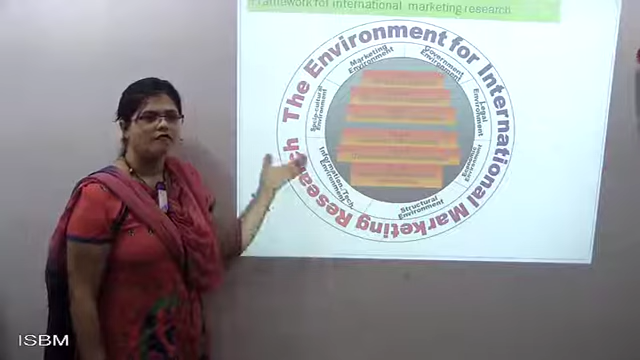 Framework for international marketing research
The Environment for International Marketing Research
Marketing
Environment
Government
Environment
Legal
Environment
Economic
Environment
Structural
Environment
Information/Tech.
Environment
Socio-cultural
Environment
ISBM